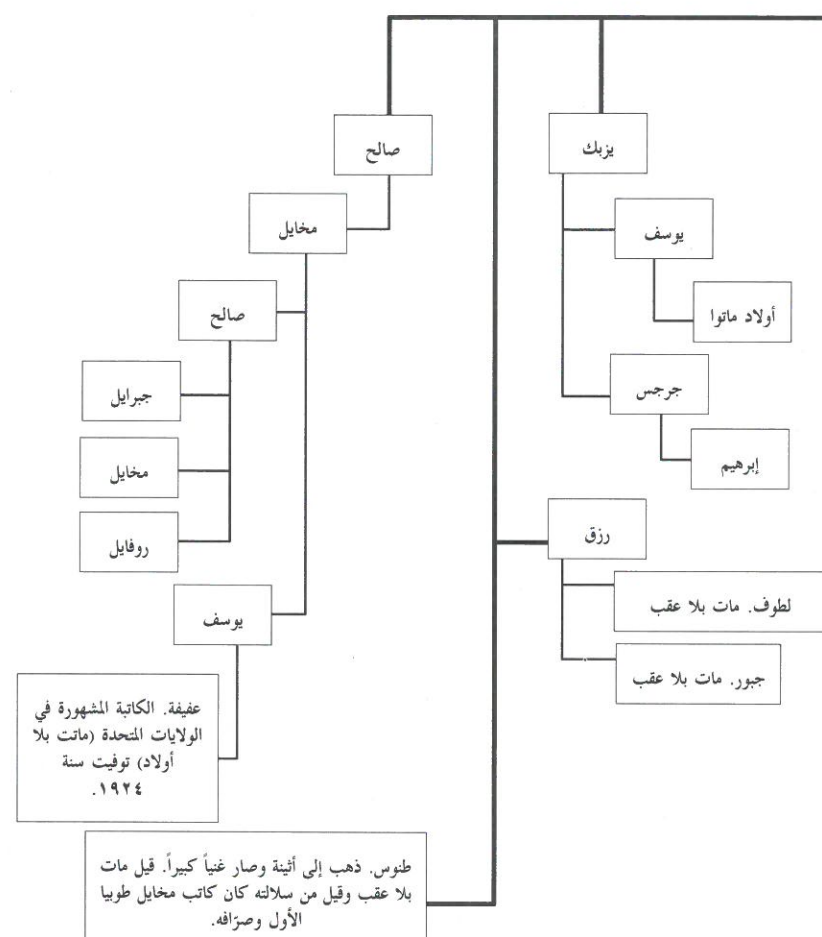 يزبك
يوسف
أولاد ماتوا
جرجس
إبرهيم
رزق
لطوف. مات بلا عقب
جبور. مات بلا عقب
صالح
مخايل
صالح
جبرايل
مخايل
روفايل
يوسف
عفيفة. الكاتبة المشهورة في
الولايات المتحدة (ماتت بلا
أولاد) توفيت سنة
١٩٢٤.
طنوس. ذهب إلى أثينة وصار غنياً كبيراً. قيل مات
بلا عقب وقيل من سلالته كان كاتب مخايل طوبيا
الأول وصرّافه.